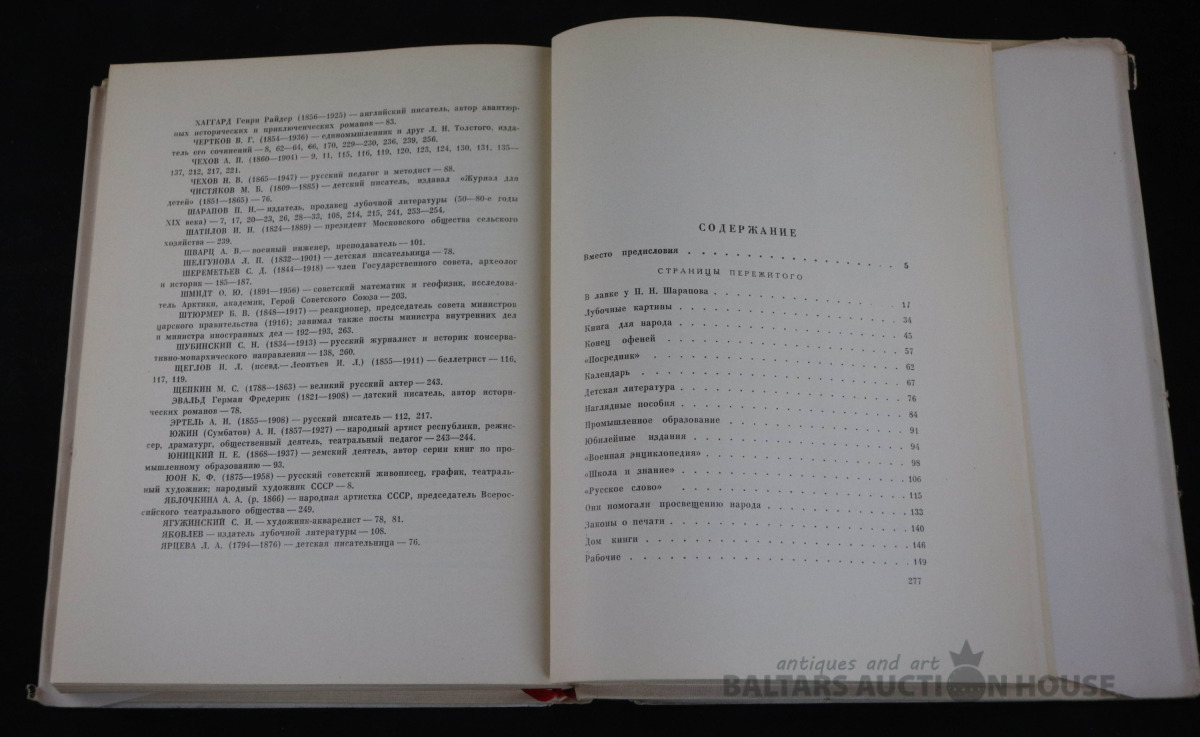 ХАГГАРД Генри Райдер (1856—1925) — английский писатель, автор авантюр-
ных исторических и приключенческих романов — 83.
ЧЕРТКОВ В. Г. (1854—1936) — единомышленник и друг Л. Н. Толстого, изда-
тель его сочинений — 8, 62—64, 66, 170, 229—230, 236, 239, 256.
ЧЕХОВ А. П. (1860—1904) — 9, 11, 115, 116, 119, 120, 123, 124, 130, 131, 135—
137, 212, 217, 221.
ЧЕХОВ Н. В. (1865—1947) — русский педагог и методист — 88.
ЧИСТЯКОВ М. Б. (1809—1885) — детский писатель, издавал «Журнал для
детей» (1851—1865) — 76.
ШАРАПОВ П. Н. — издатель, продавец лубочной литературы (50—80-е годы
XIX века) — 7, 17, 20—23, 26, 28—33, 108, 214, 215, 241, 253—254.
ШАТИЛОВ И. Н. (1824—1889) — президент Московского общества сельского
хозяйства — 239.
ШВАРЦ А. В. — военный инженер, преподаватель — 101.
ШЕЛГУНОВА Л. П. (1832—1901) — детская писательница — 78.
ШЕРЕМЕТЬЕВ С. Д. (1844—1918) — член Государственного совета, археолог
и историк — 185—187.
ШМИДТ О. Ю. (1891—1956) — советский математик и геофизик, исследова-
тель Арктики, академик, Герой Советского Союза — 203.
ШТЮРМЕР Б. В. (1848—1917) — реакционер, председатель совета министров
царского правительства (1916); занимал также посты министра внутренних дел
и министра иностранных дел — 192—193, 263.
ШУБИНСКИЙ С. Н. (1834—1913) — русский журналист и историк консерва-
тивно-монархического направления — 138, 260.
ЩЕГЛОВ И. Л. (псевд. — Леонтьев И. Л.) (1855—1911) — беллетрист — 116,
117, 119.
ЩЕПКИН М. С. (1788—1863) — великий русский актер — 243.
ЭВАЛЬД Герман Фредерик (1821—1908) — датский писатель, автор истори-
ческих романов — 78.
ЭРТЕЛЬ А. И. (1855—1908) — русский писатель — 112, 217.
ЮЖИН (Сумбатов) А. И. (1857—1927) — народный артист республики, режис-
сер, драматург, общественный деятель, театральный педагог — 243—244.
ЮНИЦКИЙ Н. Е. (1868—1937) — земский деятель, автор серии книг по про-
мышленному образованию — 93.
ЮОН К. Ф. (1875—1958) — русский советский живописец, график, театраль-
ный художник; народный художник СССР — 8.
ЯБЛОЧКИНА А. А. (р. 1866) — народная артистка СССР, председатель Всерос-
сийского театрального общества — 249.
ЯГУЖИНСКИЙ С. И. — художник-акварелист — 78, 81.
ЯКОВЛЕВ — издатель лубочной литературы — 108.
ЯРЦЕВА Л. А. (1794—1876) — детская писательница — 76.
СОДЕРЖАНИЕ
Вместо предисловия . . . . . . . . . . . . . . . . 5
СТРАНИЦЫ ПЕРЕЖИТОГО
В лавке у П. Н. Шарапова . . . . . . . . . . . . . 17
Лубочные картины . . . . . . . . . . . . . . . . 34
Книга для народа . . . . . . . . . . . . . . . . 45
Конец офеней . . . . . . . . . . . . . . . . . 57
«Посредник» . . . . . . . . . . . . . . . . . . 62
Календарь . . . . . . . . . . . . . . . . . . . 67
Детская литература . . . . . . . . . . . . . . . . 76
Наглядные пособия . . . . . . . . . . . . . . . . 84
Промышленное образование . . . . . . . . . . . . . 91
Юбилейные издания . . . . . . . . . . . . . . . 94
«Военная энциклопедия» . . . . . . . . . . . . . . 98
«Школа и знание» . . . . . . . . . . . . . . . . 106
«Русское слово» . . . . . . . . . . . . . . . . 115
Они помогали просвещению народа . . . . . . . . . . . 133
Законы о печати . . . . . . . . . . . . . . . . 140
Дом книги . . . . . . . . . . . . . . . . . . 146
Рабочие . . . . . . . . . . . . . . . . . . . 149
277
antiques and art
BALTARS AUCTION HOUSE